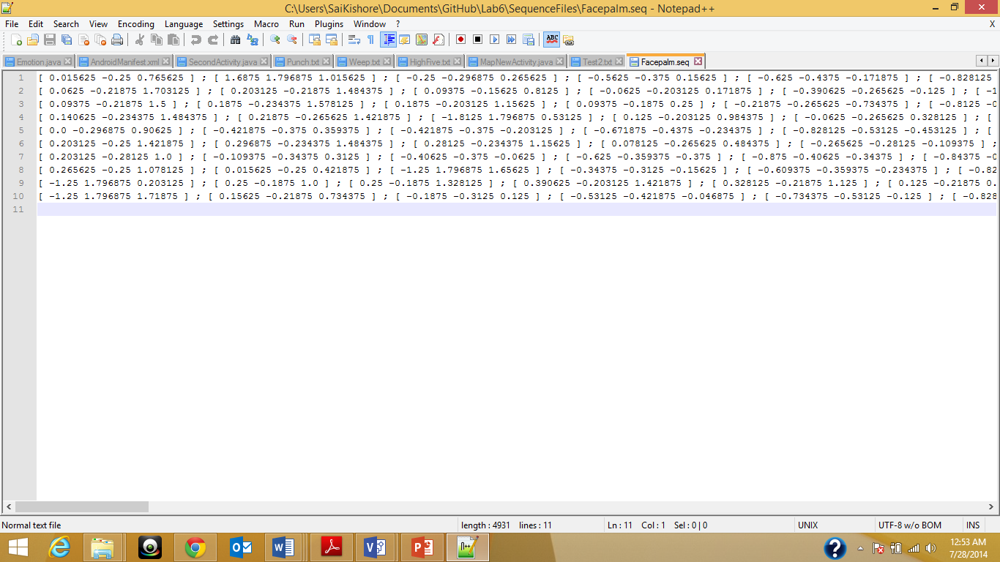 C:\Users\SaiKishore\Documents\GitHub\Lab6\SequenceFiles\Facepalm.seq - Notepad++
File Edit Search View Encoding Language Settings Macro Run Plugins Window ? X
Emotion.java AndroidManifest.xml SecondActivity.java Punch.txt Weep.txt HighFive.txt MapNewActivity.java Test2.txt Facepalm.seq
1 [ 0.015625 -0.25 0.765625 ] ; [ 1.6875 1.796875 1.015625 ] ; [ -0.25 -0.296875 0.265625 ] ; [ -0.5625 -0.375 0.15625 ] ; [ -0.625 -0.4375 -0.171875 ] ; [ -0.828125
2 [ 0.0625 -0.21875 1.703125 ] ; [ 0.203125 -0.21875 1.484375 ] ; [ 0.09375 -0.15625 0.8125 ] ; [ -0.0625 -0.203125 0.171875 ] ; [ -0.390625 -0.265625 -0.125 ] ; [ -1
3 [ 0.09375 -0.21875 1.5 ] ; [ 0.1875 -0.234375 1.578125 ] ; [ 0.1875 -0.203125 1.15625 ] ; [ 0.09375 -0.1875 0.25 ] ; [ -0.21875 -0.265625 -0.734375 ] ; [ -0.8125 -0
4 [ 0.140625 -0.234375 1.484375 ] ; [ 0.21875 -0.265625 1.421875 ] ; [ -1.8125 1.796875 0.53125 ] ; [ 0.125 -0.203125 0.984375 ] ; [ -0.0625 -0.265625 0.328125 ] ; [
5 [ 0.0 -0.296875 0.90625 ] ; [ -0.421875 -0.375 0.359375 ] ; [ -0.421875 -0.375 -0.203125 ] ; [ -0.671875 -0.4375 -0.234375 ] ; [ -0.828125 -0.53125 -0.453125 ] ; [
6 [ 0.203125 -0.25 1.421875 ] ; [ 0.296875 -0.234375 1.484375 ] ; [ 0.28125 -0.234375 1.15625 ] ; [ 0.078125 -0.265625 0.484375 ] ; [ -0.265625 -0.28125 -0.109375 ] ;
7 [ 0.203125 -0.28125 1.0 ] ; [ -0.109375 -0.34375 0.3125 ] ; [ -0.40625 -0.375 -0.0625 ] ; [ -0.625 -0.359375 -0.375 ] ; [ -0.875 -0.40625 -0.34375 ] ; [ -0.84375 -0
8 [ 0.265625 -0.25 1.078125 ] ; [ 0.015625 -0.25 0.421875 ] ; [ -1.25 1.796875 1.65625 ] ; [ -0.34375 -0.3125 -0.15625 ] ; [ -0.609375 -0.359375 -0.234375 ] ; [ -0.82
9 [ -1.25 1.796875 0.203125 ] ; [ 0.25 -0.1875 1.0 ] ; [ 0.25 -0.1875 1.328125 ] ; [ 0.390625 -0.203125 1.421875 ] ; [ 0.328125 -0.21875 1.125 ] ; [ 0.125 -0.21875 0.
10 [ -1.25 1.796875 1.71875 ] ; [ 0.15625 -0.21875 0.734375 ] ; [ -0.1875 -0.3125 0.125 ] ; [ -0.53125 -0.421875 -0.046875 ] ; [ -0.734375 -0.53125 -0.125 ] ; [ -0.828
11
Normal text file length : 4931 lines : 11 Ln : 11 Col : 1 Sel : 0 | 0 UNIX UTF-8 w/o BOM INS
12:53 AM
7/28/2014